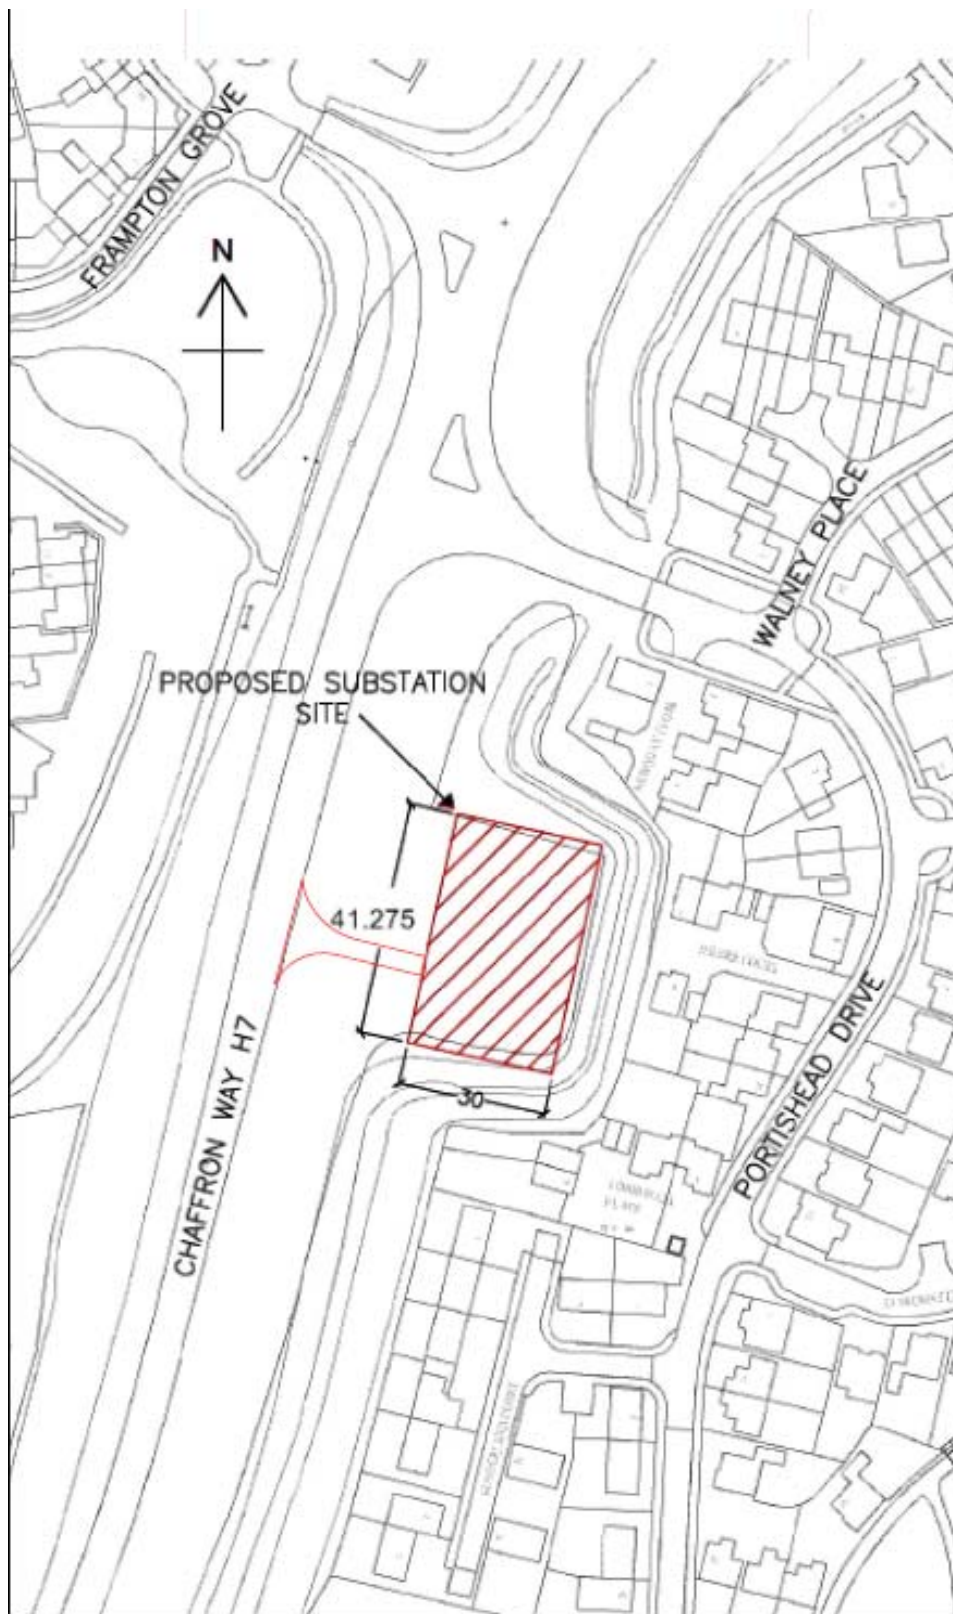 FRAMPTON GROVE
N
WALNEY PLACE
PROPOSED SUBSTATION
SITE
41.275
30
CHAFFRON WAY H7
PORTISHEAD DRIVE